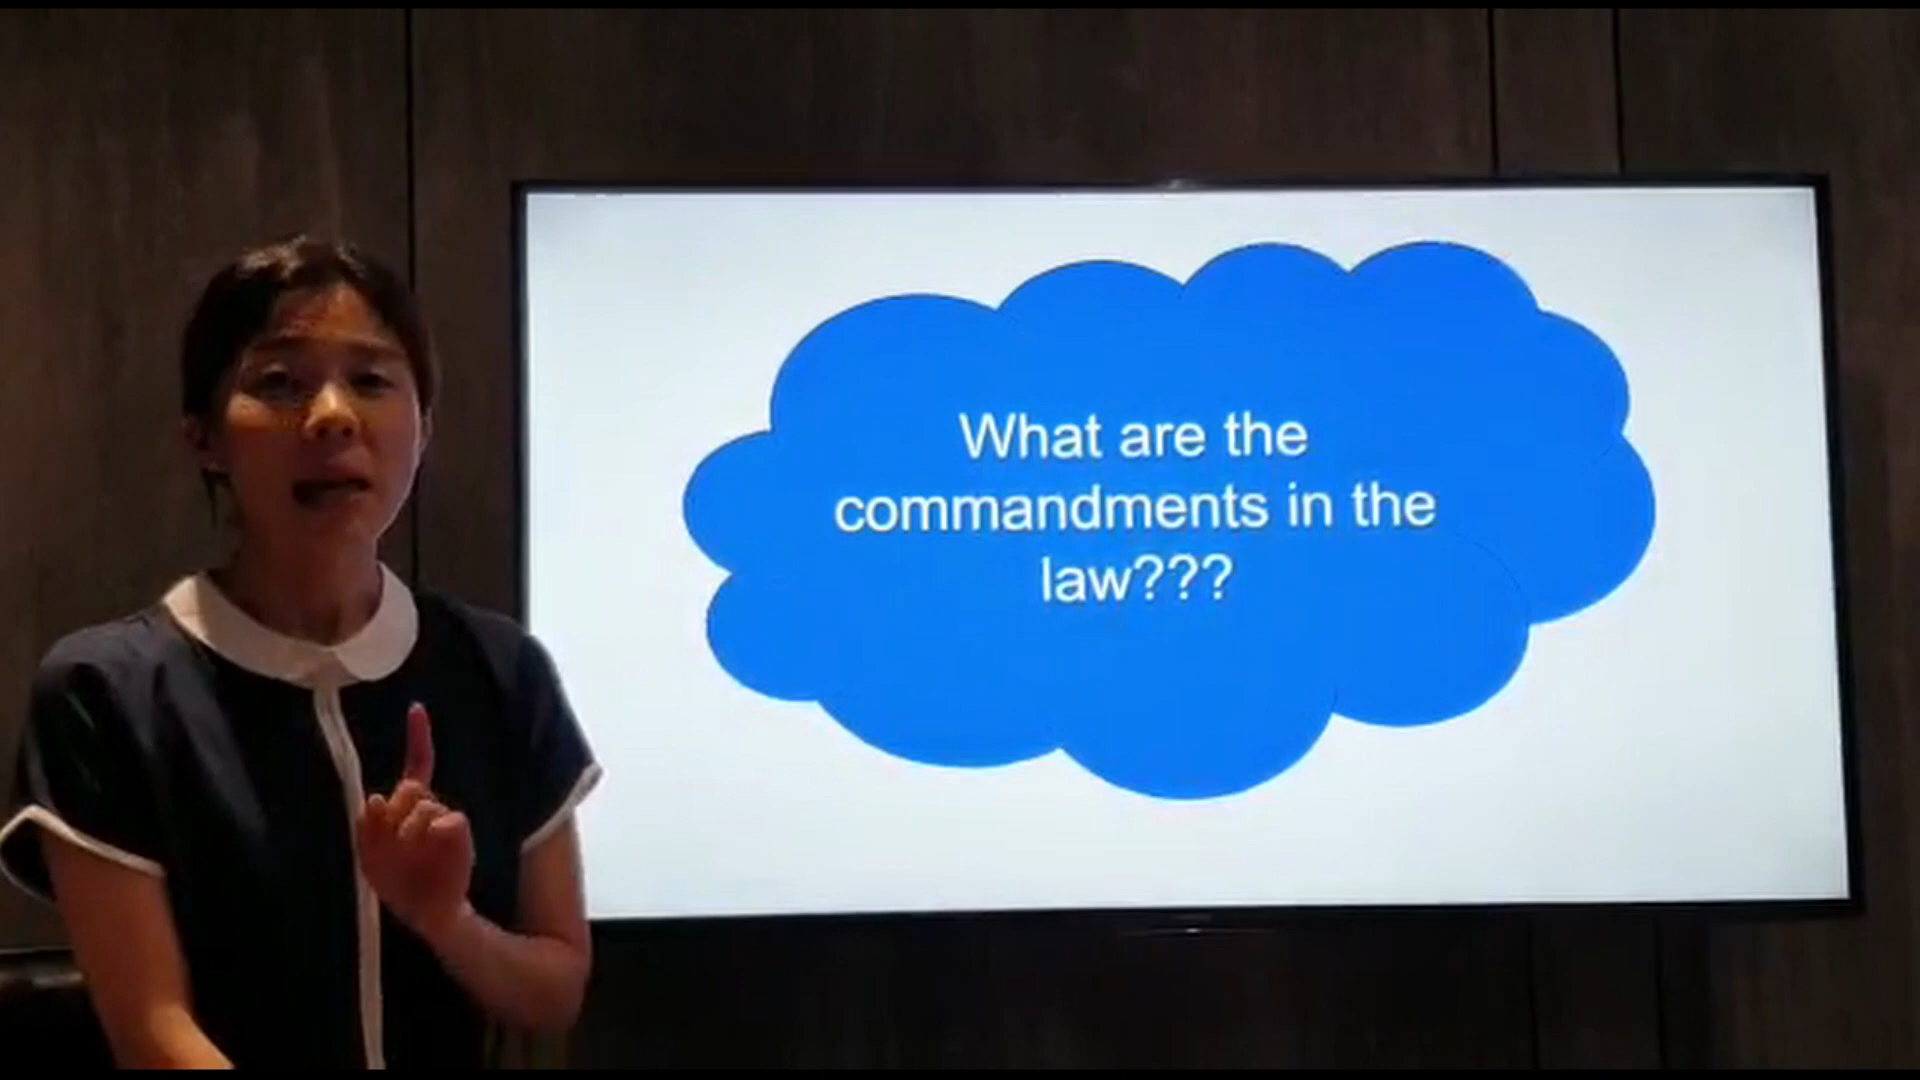 What are the
commandments in the
law???